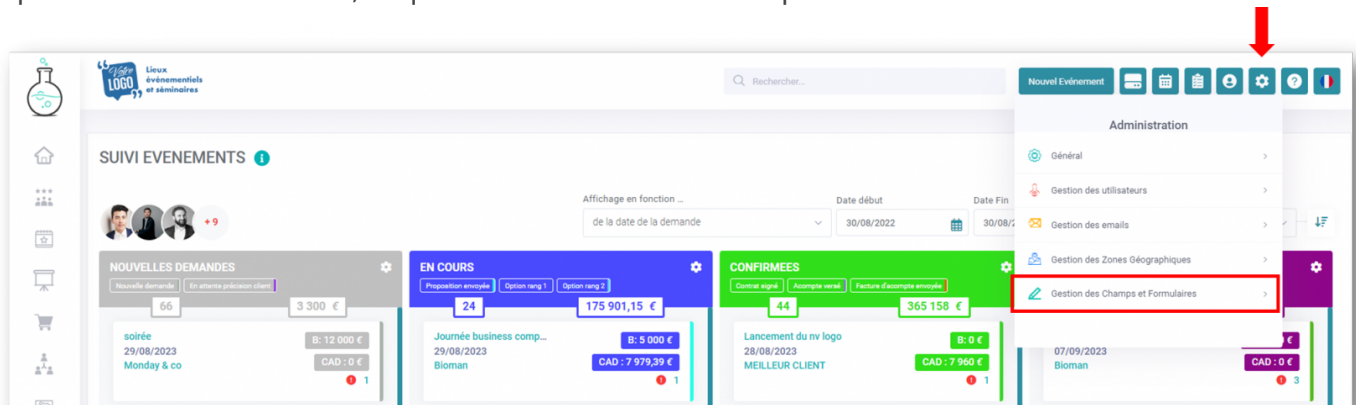 Votre
LOGO
Lieux
événementiels
et séminaires
Rechercher...
Nouvel Evénement
Administration
Général
Gestion des utilisateurs
Gestion des emails
Gestion des Zones Géographiques
Gestion des Champs et Formulaires
SUIVI EVENEMENTS
+ 9
Affichage en fonction ...
de la date de la demande
Date début
30/08/2022
Date Fin
NOUVELLES DEMANDES
Nouvelle demande
En attente précision client
66
3 300 €
soirée
29/08/2023
Monday & co
B: 12 000 €
CAD : 0 €
1
EN COURS
Proposition envoyée
Option rang 1
Option rang 2
24
175 901,15 €
Journée business comp...
29/08/2023
Bioman
B: 5 000 €
CAD : 7 979,39 €
1
CONFIRMEES
Contrat signé
Acompte versé
Facture d'acompte envoyée
44
365 158 €
Lancement du nv logo
28/08/2023
MEILLEUR CLIENT
B: 0 €
CAD : 7 960 €
1
07/09/2023
Bioman
CAD : 0 €
3